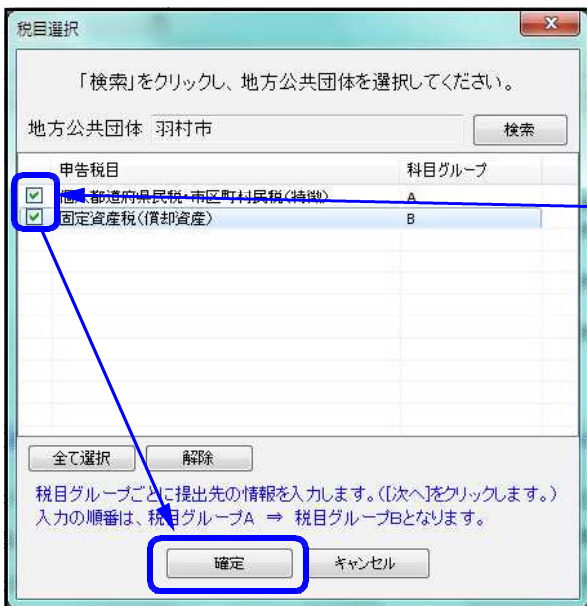 税目選択
「検索」をクリックし、地方公共団体を選択してください。
地方公共団体 羽村市 検索
申告税目 科目グループ
個人都道府県民税・市区町村民税(特徴) A
固定資産税(償却資産) B
全て選択 解除
税目グループごとに提出先の情報を入力します。([次へ]をクリックします。)
入力の順番は、税目グループA ⇒ 税目グループBとなります。
確定 キャンセル